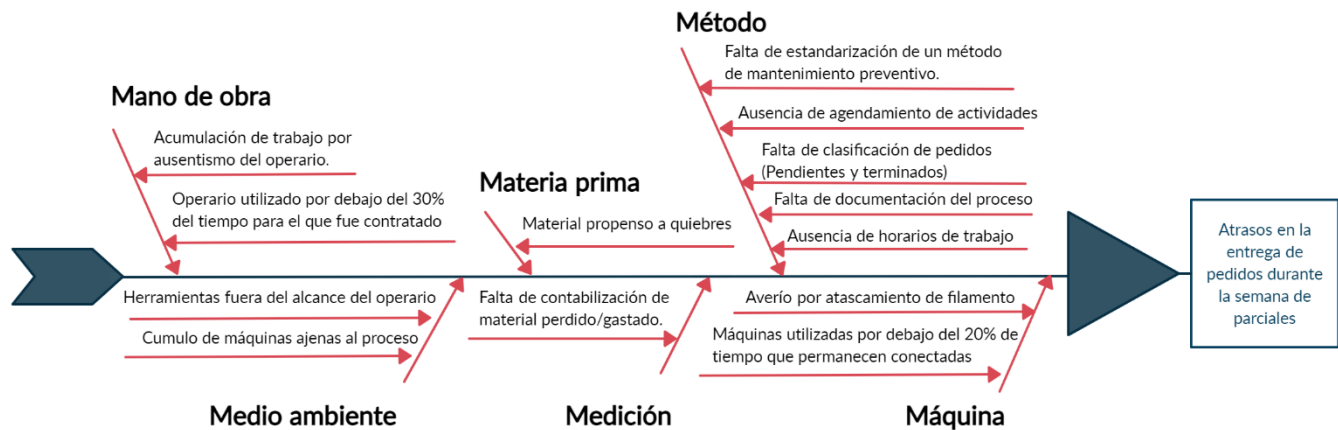 Método
Falta de estandarización de un método
de mantenimiento preventivo.
Ausencia de agendamiento de actividades
Falta de clasificación de pedidos
(Pendientes y terminados)
Falta de documentación del proceso
Ausencia de horarios de trabajo
Mano de obra
Acumulación de trabajo por
ausentismo del operario.
Operario utilizado por debajo del 30%
del tiempo para el que fue contratado
Materia prima
Material propenso a quiebres
Herramientas fuera del alcance del operario
Cumulo de máquinas ajenas al proceso
Medio ambiente
Falta de contabilización de
material perdido/gastado.
Medición
Averío por atascamiento de filamento
Máquinas utilizadas por debajo del 20% de
tiempo que permanecen conectadas
Máquina
Atrasos en la
entrega de
pedidos durante
la semana de
parciales